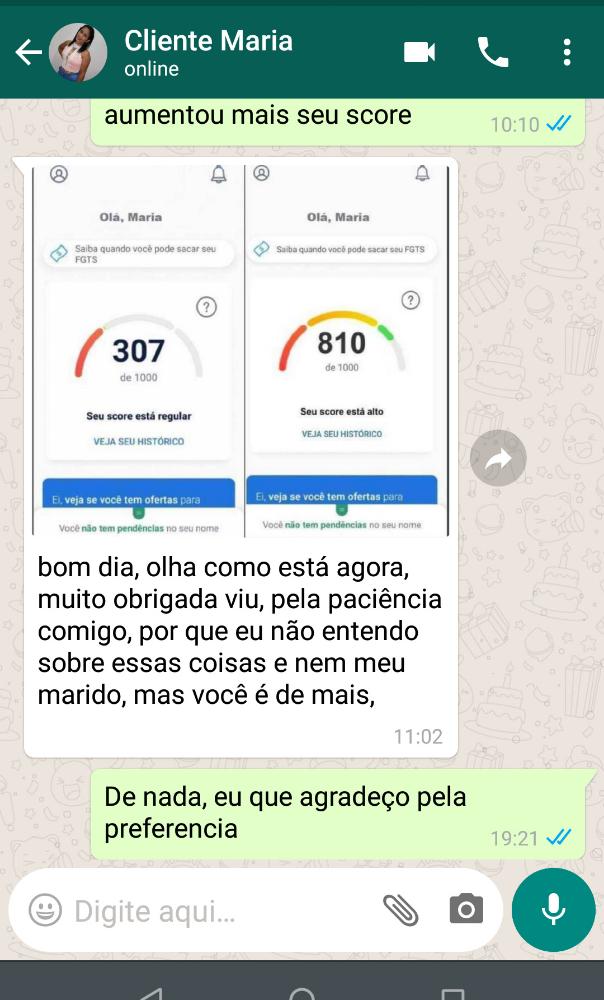 Cliente Maria
online
aumentou mais seu score
10:10
Olá, Maria
Saiba quando você pode sacar seu
FGTS
?
307
de 1000
Seu score está regular
VEJA SEU HISTÓRICO
Ei, veja se você tem ofertas para
Você não tem pendências no seu nome
Olá, Maria
Saiba quando você pode sacar seu FGTS
?
810
de 1000
Seu score está alto
VEJA SEU HISTÓRICO
Ei, veja se você tem ofertas para
Você não tem pendências no seu nome
bom dia, olha como está agora,
muito obrigada viu, pela paciência
comigo, por que eu não entendo
sobre essas coisas e nem meu
marido, mas você é de mais,
11:02
De nada, eu que agradeço pela
preferencia
19:21
Digite aqui...